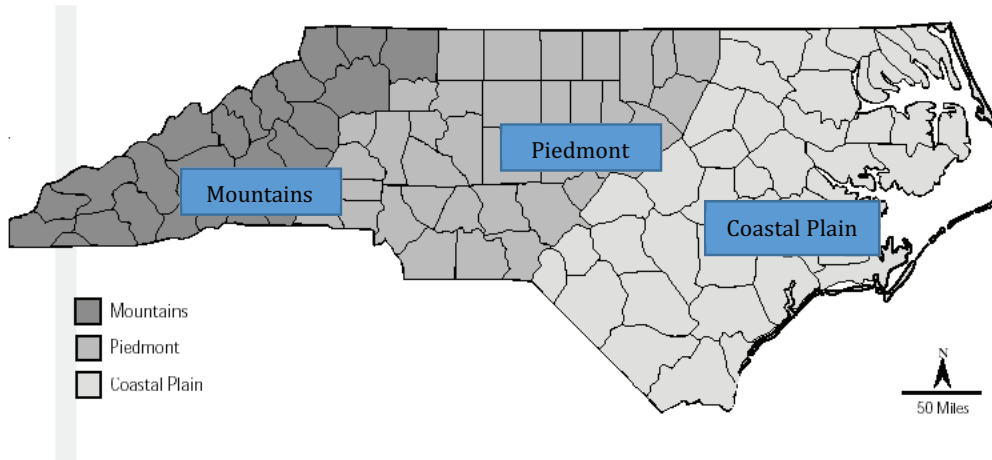 Piedmont
Mountains
Coastal Plain
Mountains
Piedmont
Coastal Plain
N
50 Miles